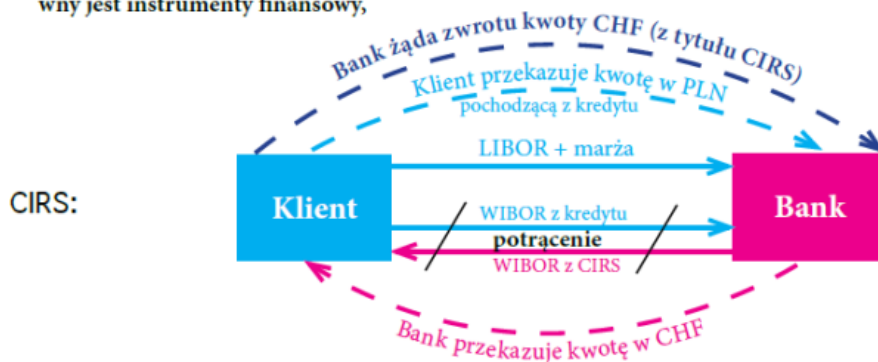 wny jest instrumenty finansowy,
Bank żąda zwrotu kwoty CHF (z tytułu CIRS)
Klient przekazuje kwotę w PLN
pochodzącą z kredytu
LIBOR + marża
CIRS:
Klient
Bank
WIBOR z kredytu
potrącenie
WIBOR z CIRS
Bank przekazuje kwotę w CHF